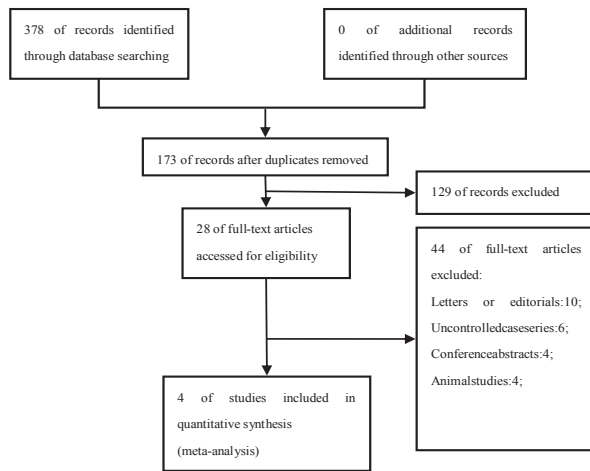 378 of records identified
through database searching
0 of additional records
identified through other sources
173 of records after duplicates removed
129 of records excluded
28 of full-text articles
accessed for eligibility
44 of full-text articles
excluded:
Letters or editorials:10;
Uncontrolledcaseseries:6;
Conferenceabstracts:4;
Animalstudies:4;
4 of studies included in
quantitative synthesis
(meta-analysis)